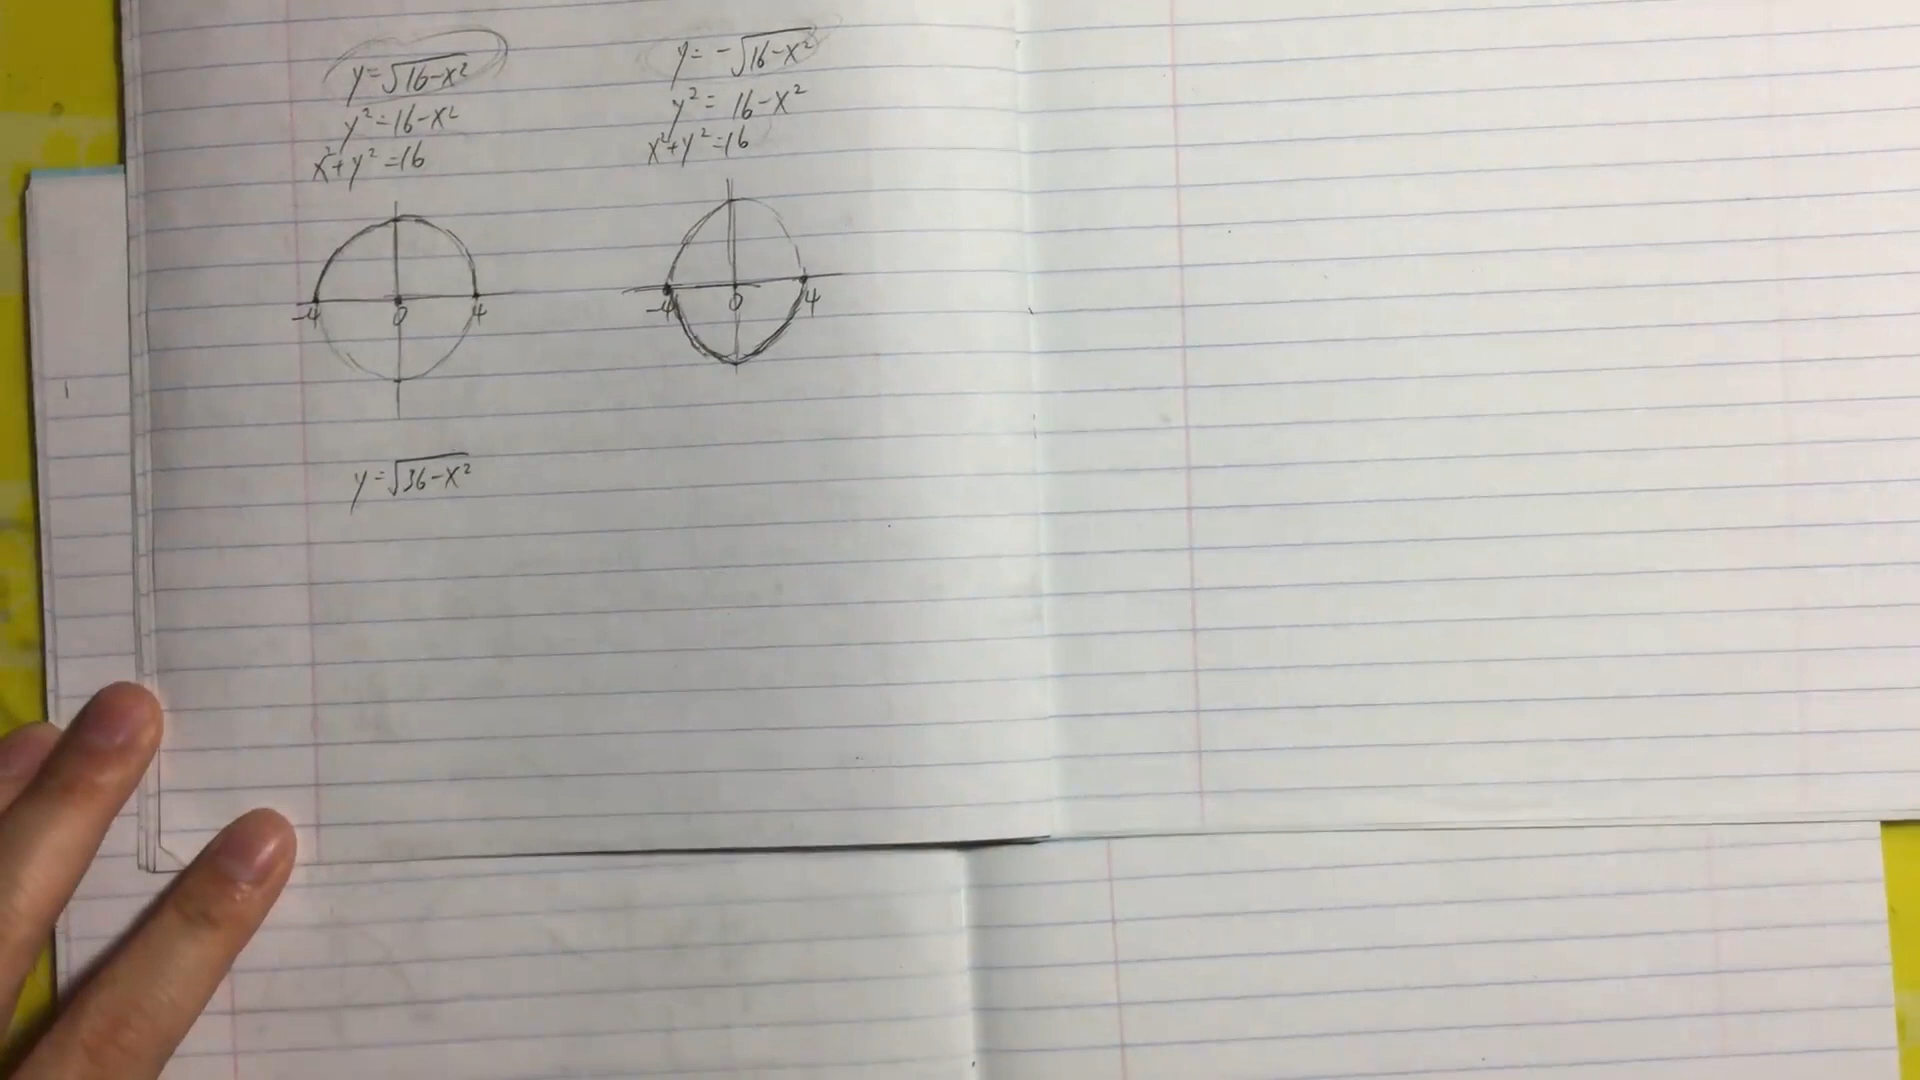 y=√16-x²
y²=16-x²
x²+y²=16
-4 0 4
y=-√16-x²
y²=16-x²
x²+y²=16
-4 0 4
y=√36-x²